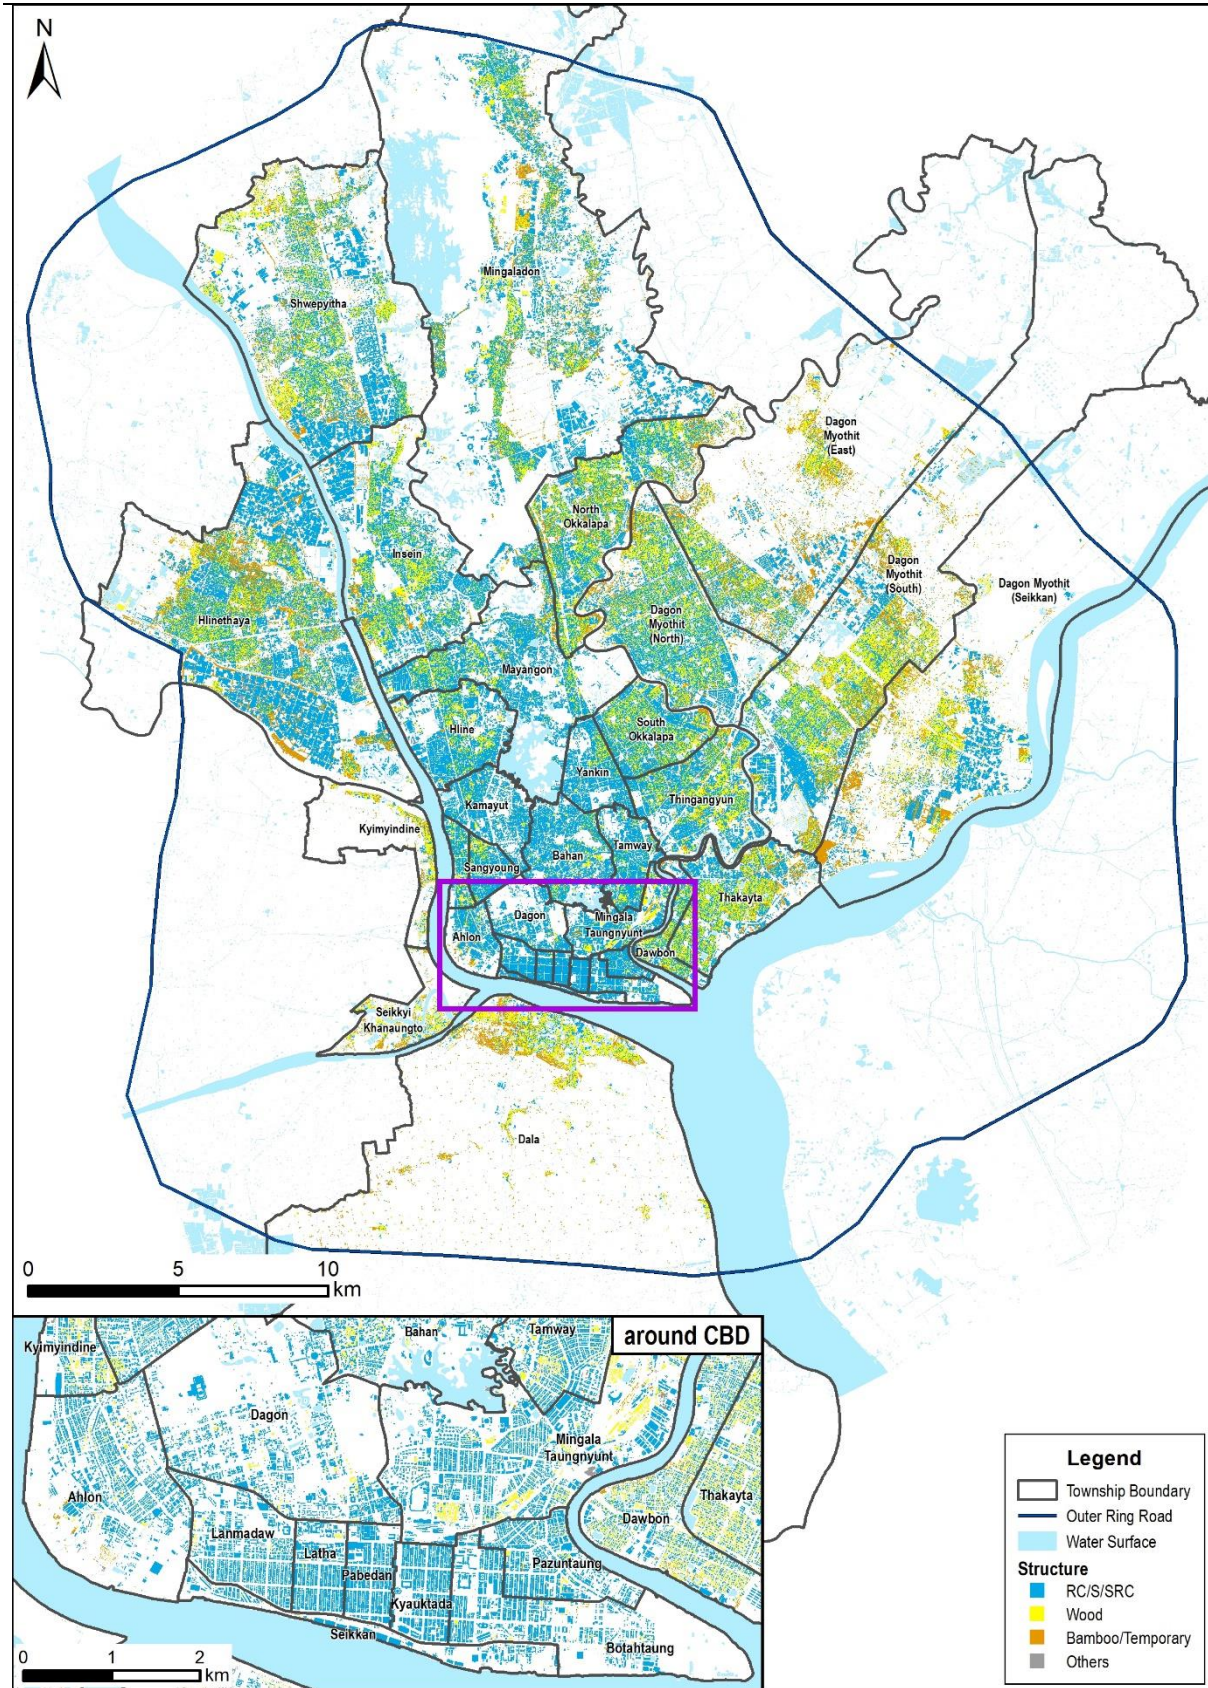 N
Mingaladon
Shwepyitha
Dagon
Myothit
(East)
North
Okkalapa
Insein
Dagon
Myothit
(South)
Dagon Myothit
(Seikkan)
Hlinethaya
Dagon
Myothit
(North)
Mayangon
Hline
South
Okkalapa
Yankin
Thingangyun
Kamayut
Kyimyindine
Tamway
Bahan
Sangyoung
Thakayta
Dagon
Mingala
Taungnyunt
Ahlon
Dawbon
Seikkyi
Khanaungto
Dala
0 5 10
km
around CBD
Bahan
Tamway
Kyimyindine
Dagon
Mingala
Taungnyunt
Ahlon
Thakayta
Lanmadaw
Dawbon
Latha
Pabedan
Pazuntaung
Kyauktada
Seikkan
Botahtaung
0 1 2
km
Legend
Township Boundary
Outer Ring Road
Water Surface
Structure
RC/S/SRC
Wood
Bamboo/Temporary
Others